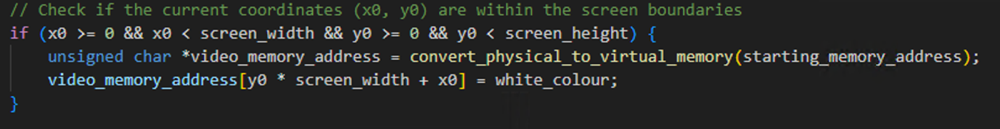 // Check if the current coordinates (x0, y0) are within the screen boundaries
if (x0 >= 0 && x0 < screen_width && y0 >= 0 && y0 < screen_height) {
    unsigned char *video_memory_address = convert_physical_to_virtual_memory(starting_memory_address);
    video_memory_address[y0 * screen_width + x0] = white_colour;
}